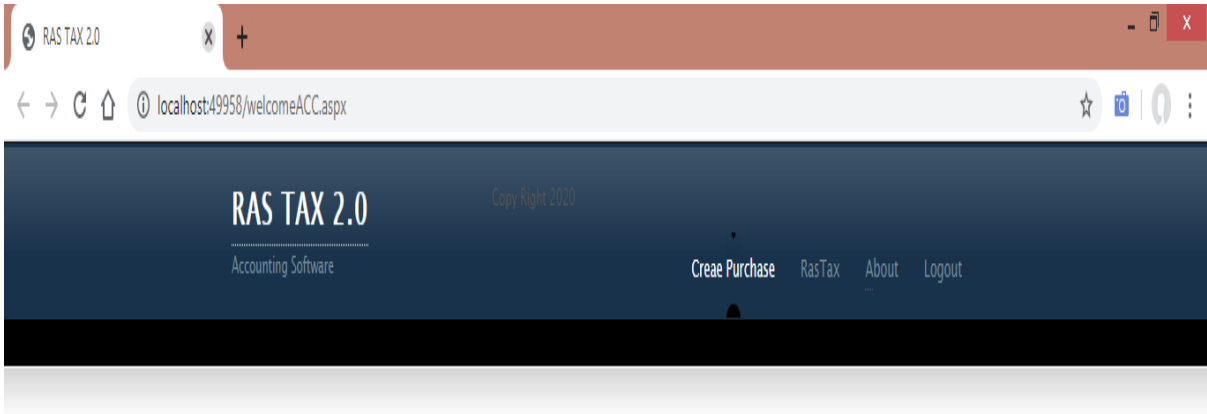 RAS TAX 2.0
localhost:49958/welcomeACC.aspx
RAS TAX 2.0
Copy Right 2020
Accounting Software
Creae Purchase RasTax About Logout